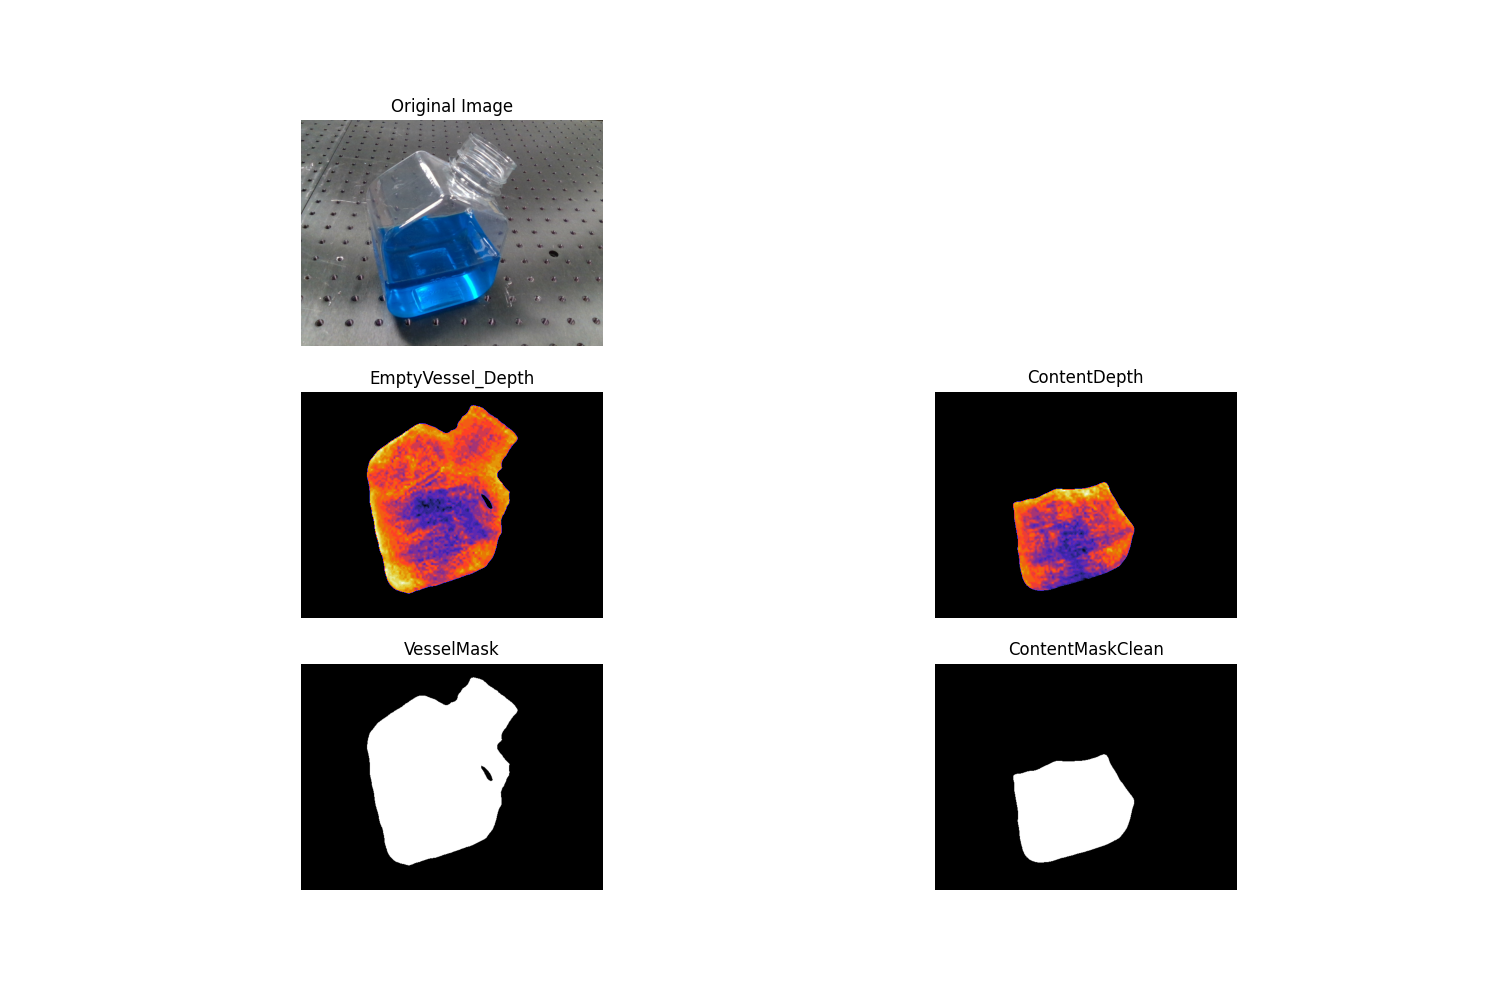 Original Image
EmptyVessel_Depth
ContentDepth
VesselMask
ContentMaskClean